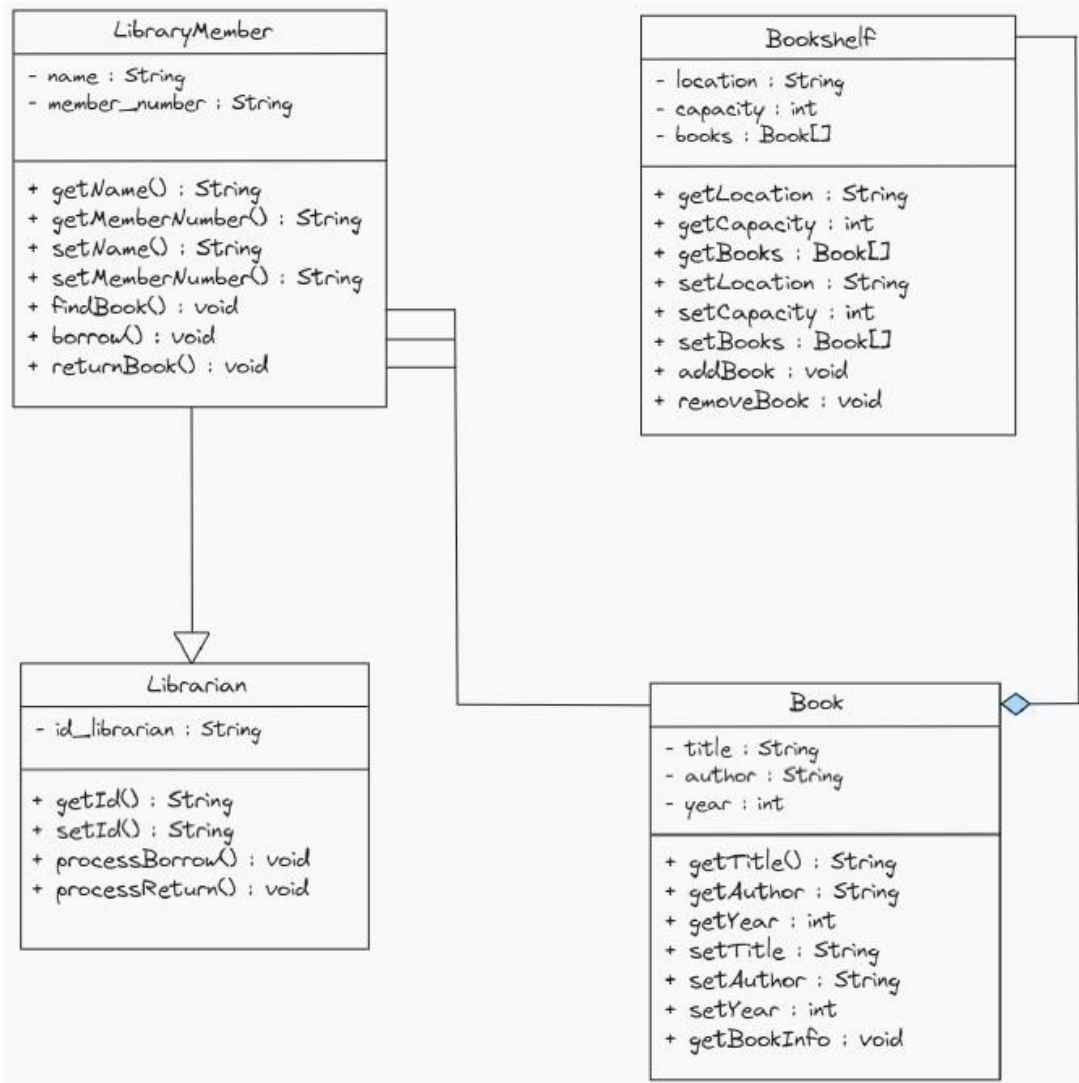 LibraryMember
- name : String
- member_number : String
+ getName() : String
+ getMemberNumber() : String
+ setName() : String
+ setMemberNumber() : String
+ findBook() : void
+ borrow() : void
+ returnBook() : void
Bookshelf
- location : String
- capacity : int
- books : Book[]
+ getLocation : String
+ getCapacity : int
+ getBooks : Book[]
+ setLocation : String
+ setCapacity : int
+ setBooks : Book[]
+ addBook : void
+ removeBook : void
Librarian
- id_librarian : String
+ getId() : String
+ setId() : String
+ processBorrow() : void
+ processReturn() : void
Book
- title : String
- author : String
- year : int
+ getTitle() : String
+ getAuthor : String
+ getYear : int
+ setTitle : String
+ setAuthor : String
+ setYear : int
+ getBookInfo : void